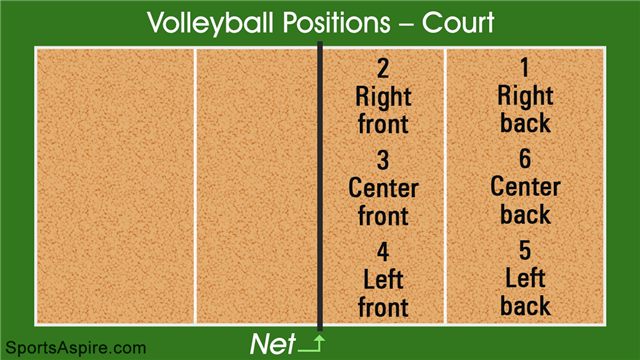 Volleyball Positions – Court
2
Right
front
1
Right
back
3
Center
front
6
Center
back
4
Left
front
5
Left
back
Net
SportsAspire.com